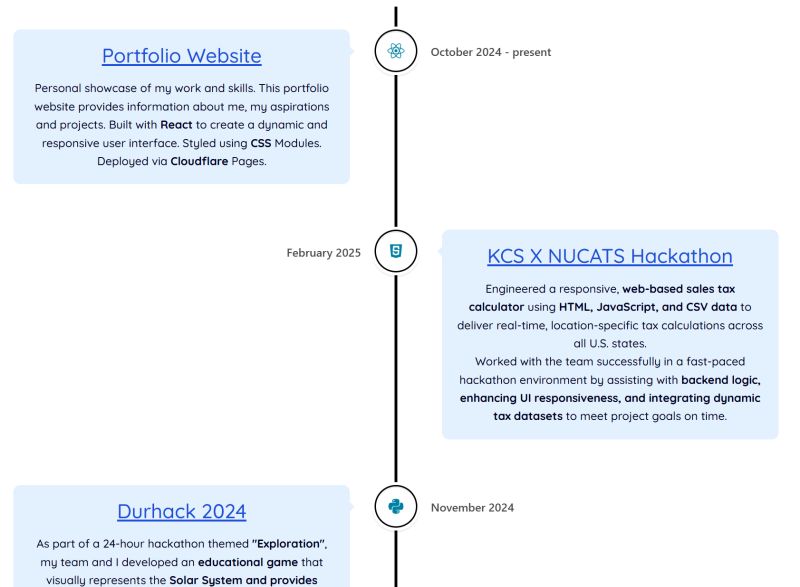 Portfolio Website
October 2024 - present
Personal showcase of my work and skills. This portfolio
website provides information about me, my aspirations
and projects. Built with React to create a dynamic and
responsive user interface. Styled using CSS Modules.
Deployed via Cloudflare Pages.
February 2025
KCS X NUCATS Hackathon
Engineered a responsive, web-based sales tax
calculator using HTML, JavaScript, and CSV data to
deliver real-time, location-specific tax calculations across
all U.S. states.
Worked with the team successfully in a fast-paced
hackathon environment by assisting with backend logic,
enhancing UI responsiveness, and integrating dynamic
tax datasets to meet project goals on time.
Durhack 2024
November 2024
As part of a 24-hour hackathon themed "Exploration",
my team and I developed an educational game that
visually represents the Solar System and provides